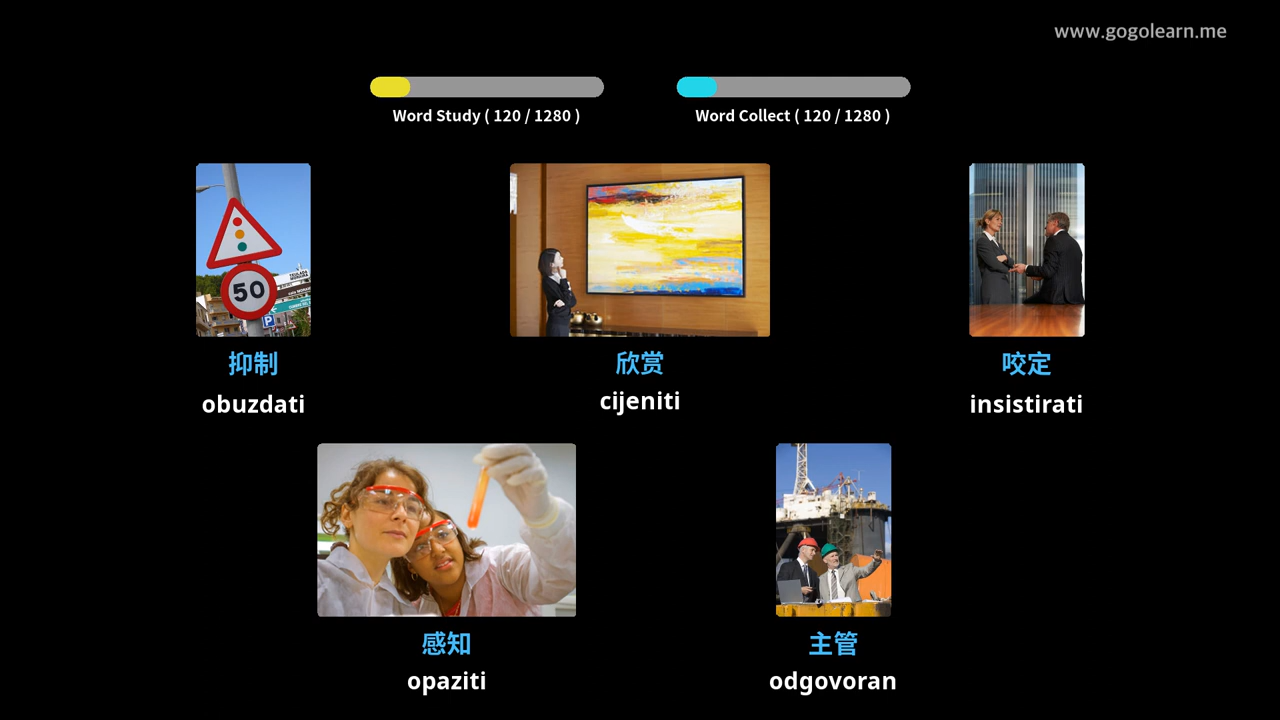 www.gogolearn.me
Word Study ( 120 / 1280 )
Word Collect ( 120 / 1280 )
50
P
抑制
欣赏
咬定
obuzdati
cijeniti
insistirati
感知
主管
opaziti
odgovoran